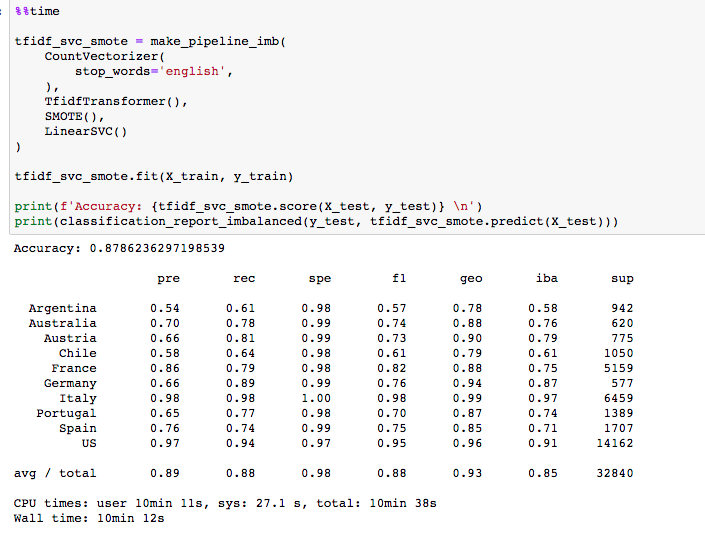 %%time
tfidf_svc_smote = make_pipeline_imb(
    CountVectorizer(
        stop_words='english',
    ),
    TfidfTransformer(),
    SMOTE(),
    LinearSVC()
)
tfidf_svc_smote.fit(X_train, y_train)
print(f'Accuracy: {tfidf_svc_smote.score(X_test, y_test)} \n')
print(classification_report_imbalanced(y_test, tfidf_svc_smote.predict(X_test)))
Accuracy: 0.8786236297198539
pre rec spe f1 geo iba sup
Argentina 0.54 0.61 0.98 0.57 0.78 0.58 942
Australia 0.70 0.78 0.99 0.74 0.88 0.76 620
Austria 0.66 0.81 0.99 0.73 0.90 0.79 775
Chile 0.58 0.64 0.98 0.61 0.79 0.61 1050
France 0.86 0.79 0.98 0.82 0.88 0.75 5159
Germany 0.66 0.89 0.99 0.76 0.94 0.87 577
Italy 0.98 0.98 1.00 0.98 0.99 0.97 6459
Portugal 0.65 0.77 0.98 0.70 0.87 0.74 1389
Spain 0.76 0.74 0.99 0.75 0.85 0.71 1707
US 0.97 0.94 0.97 0.95 0.96 0.91 14162
avg / total 0.89 0.88 0.98 0.88 0.93 0.85 32840
CPU times: user 10min 11s, sys: 27.1 s, total: 10min 38s
Wall time: 10min 12s